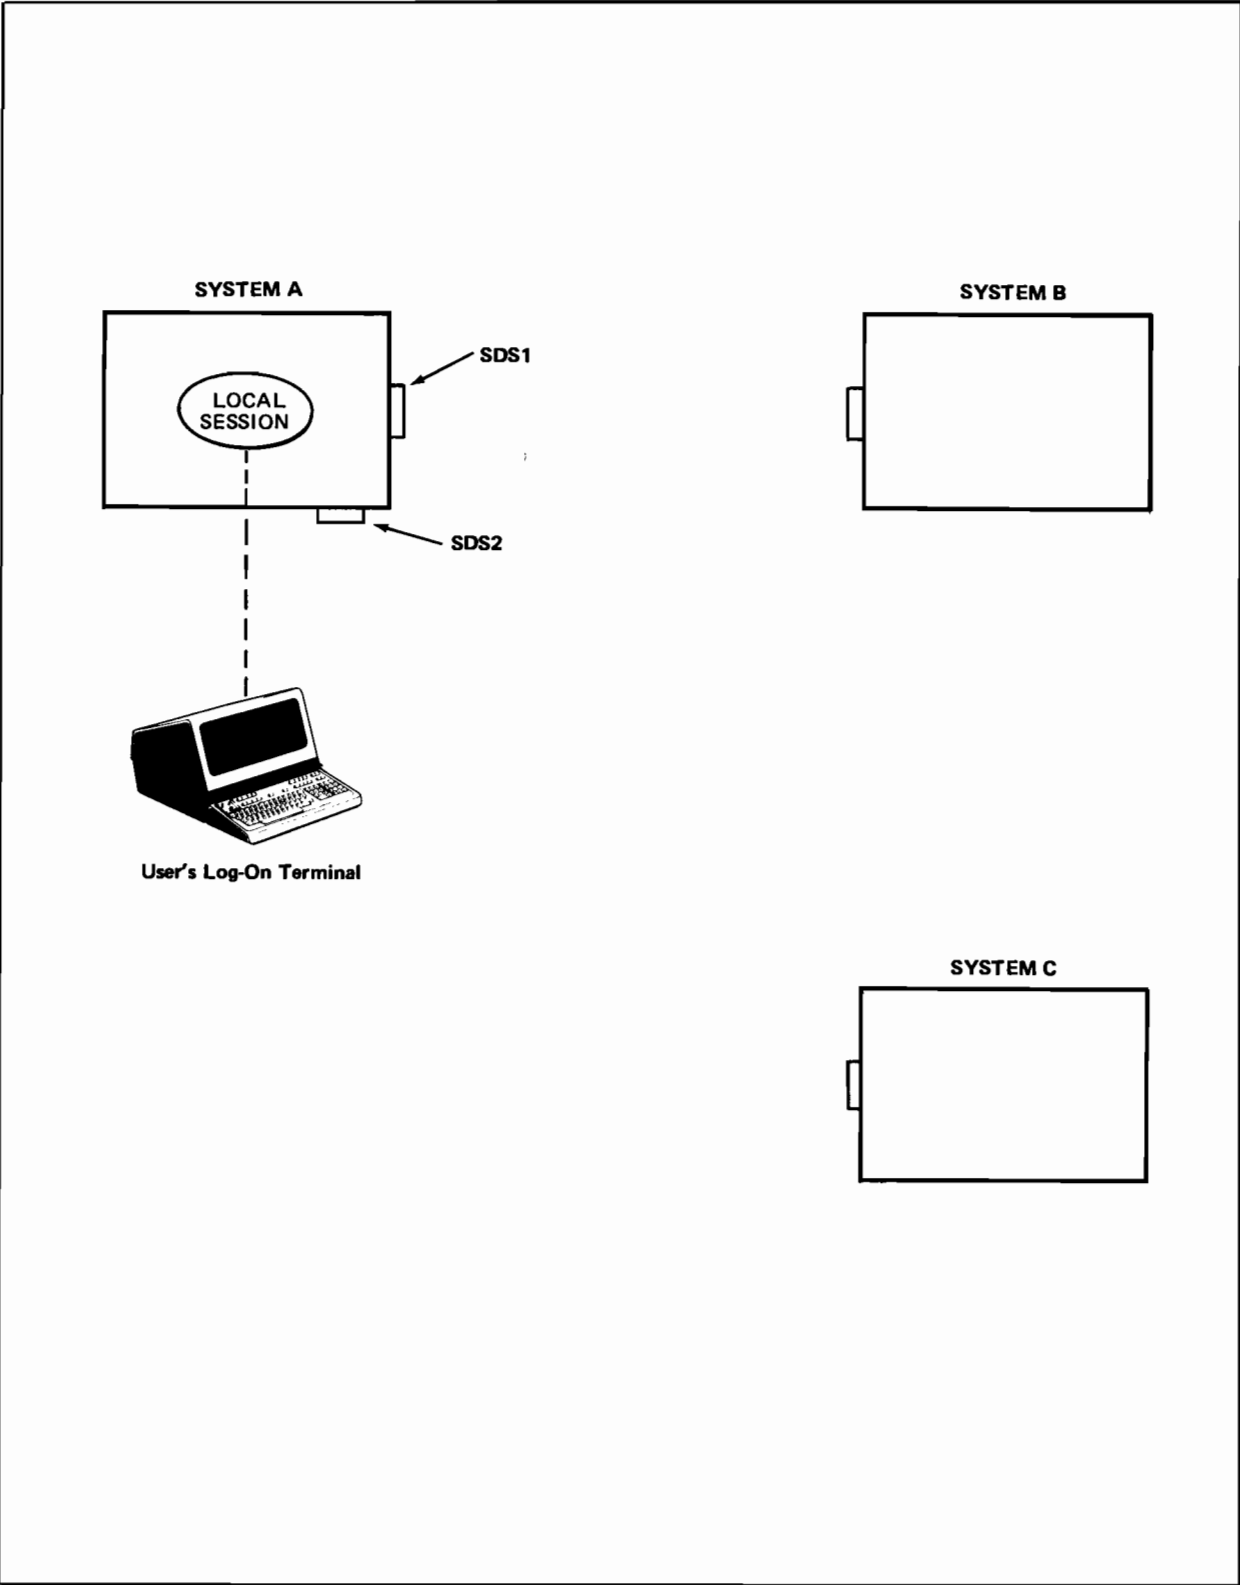 SYSTEM A
SYSTEM B
SDS1
LOCAL
SESSION
SDS2
User's Log-On Terminal
SYSTEM C